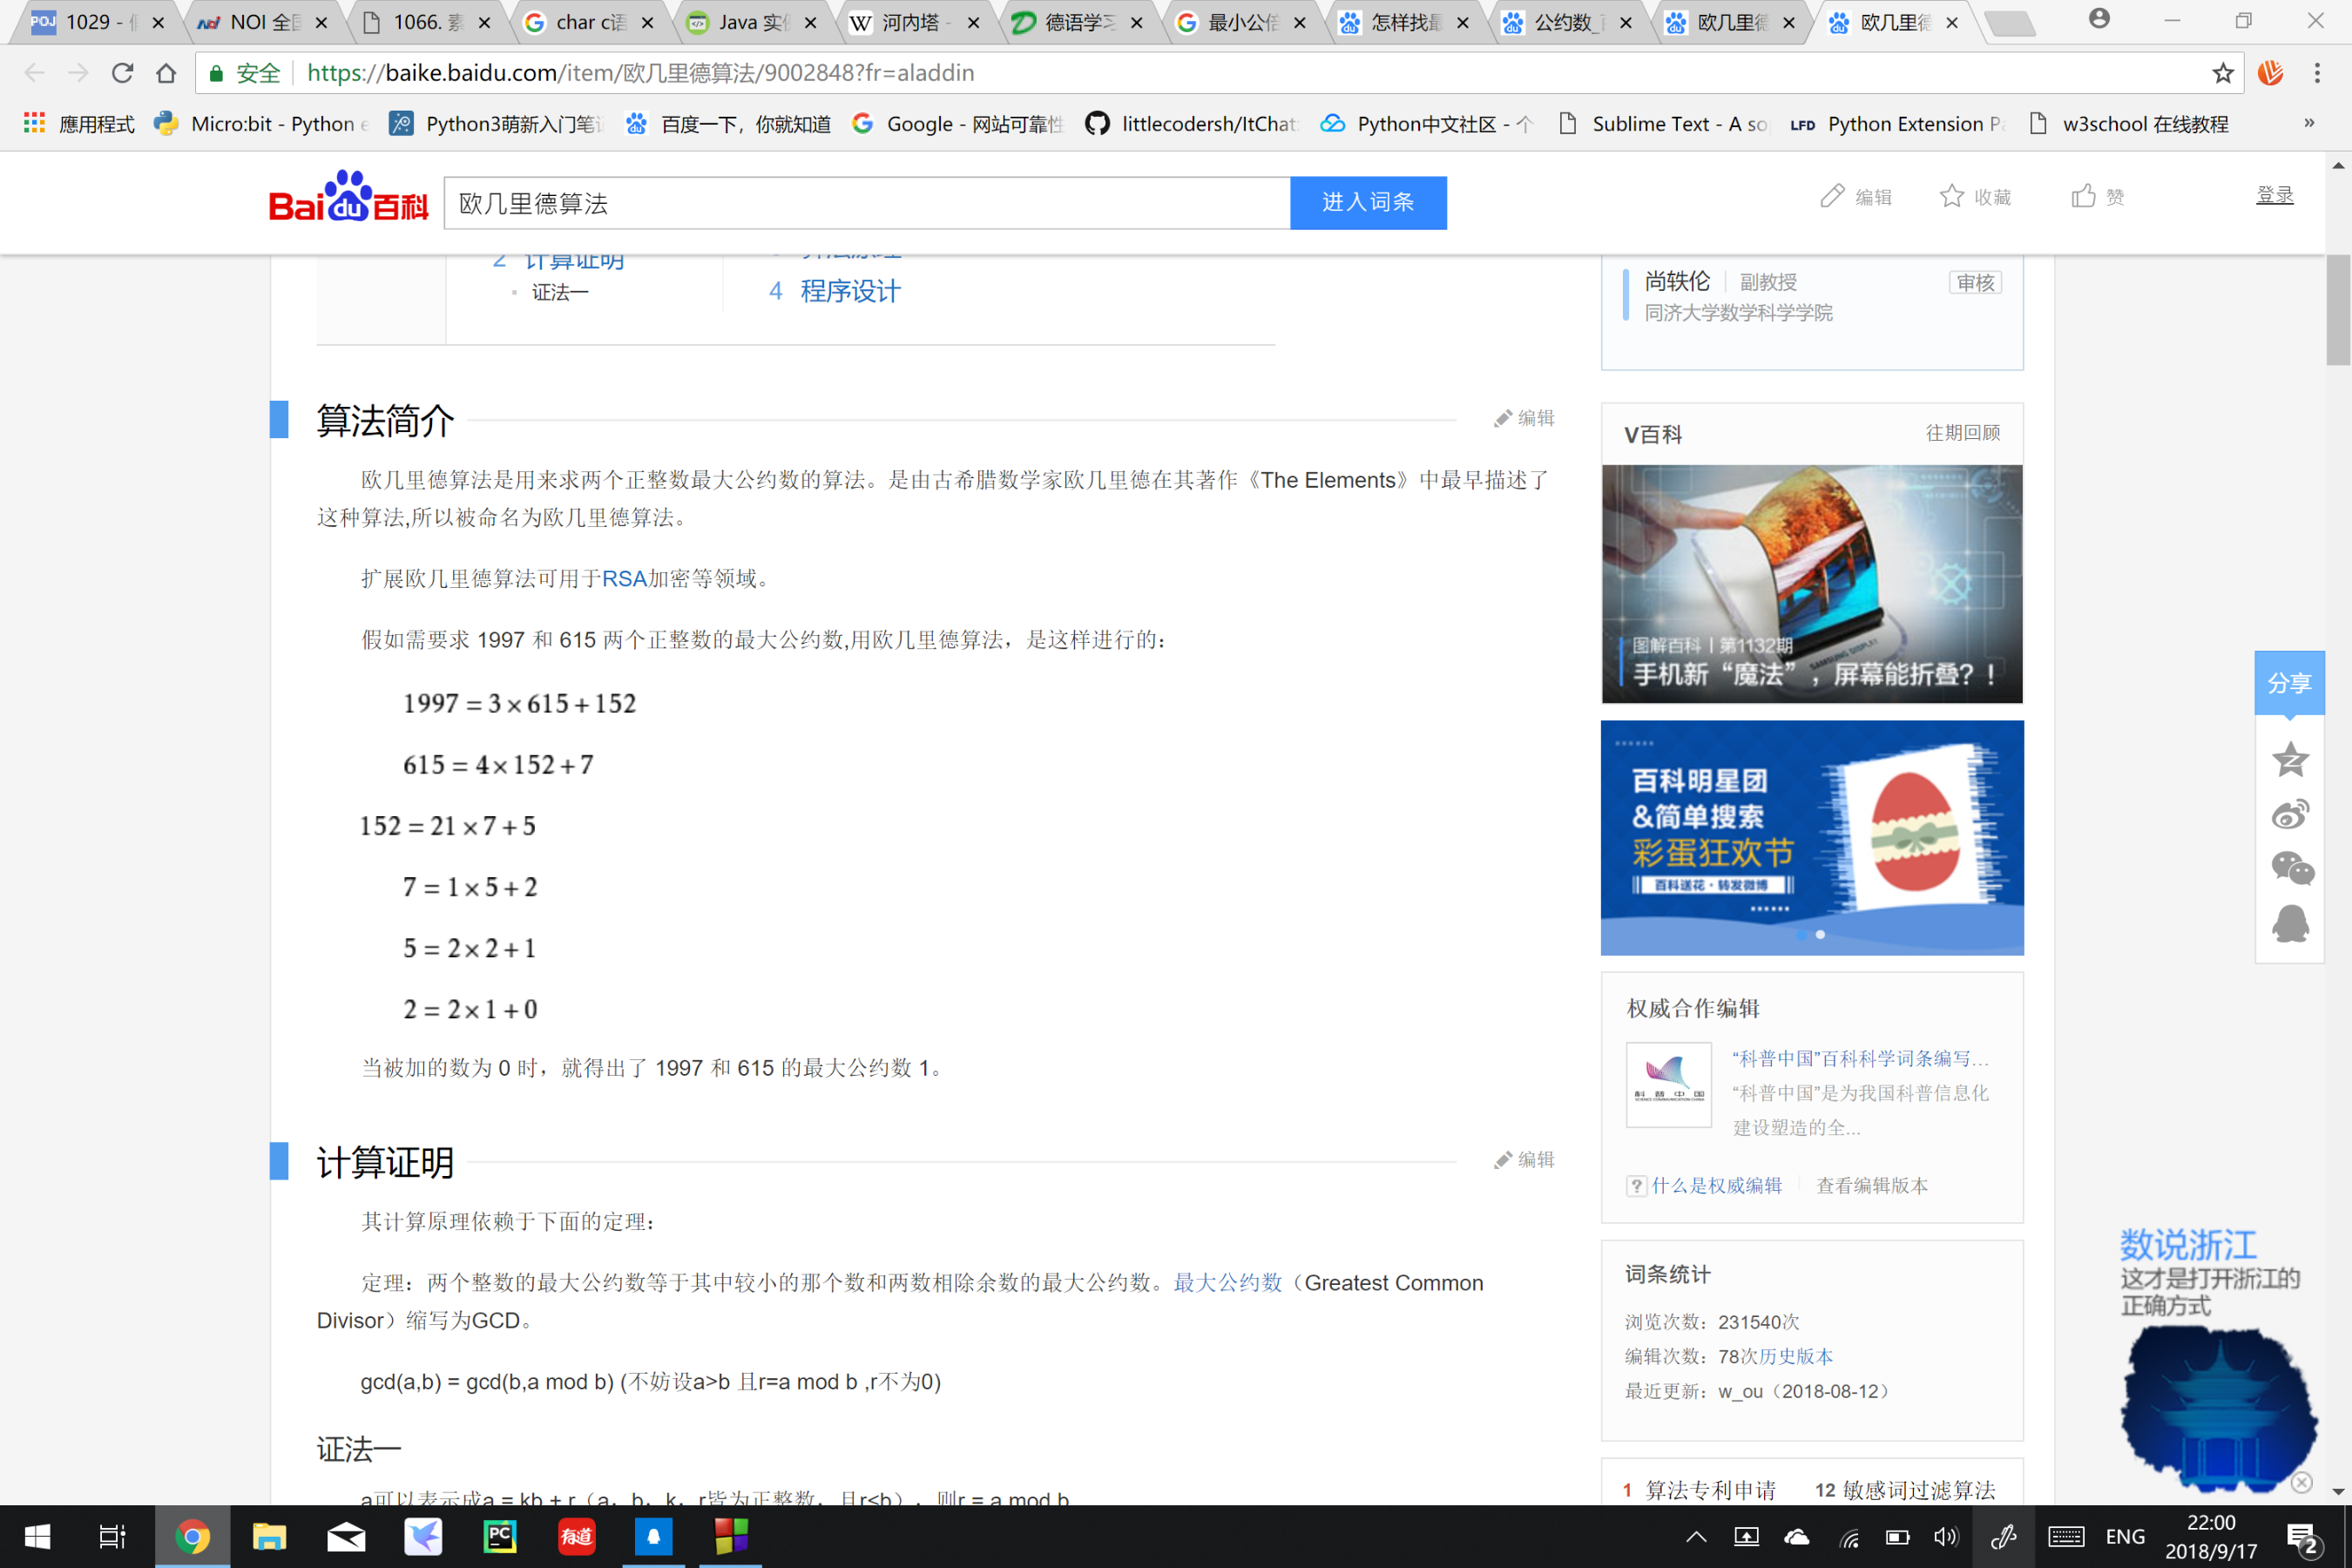 POJ 1029 -
NOI 全国
1066. 素
char c语
Java 实例
河内塔 -
德语学习
最小公倍
怎样找最
公约数_
欧几里德
欧几里德
安全 https://baike.baidu.com/item/欧几里德算法/9002848?fr=aladdin
應用程式
Micro:bit - Python e
Python3萌新入门笔记
百度一下，你就知道
Google - 网站可靠性
littlecodersh/ItChat
Python中文社区 - 个
Sublime Text - A so
LFD Python Extension Pa
w3school 在线教程
»
Bai du 百科
欧几里德算法
进入词条
编辑
收藏
赞
登录
2 计算证明
▪ 证法一
算法原理
4 程序设计
尚轶伦 副教授 审核
同济大学数学科学学院
算法简介
编辑
欧几里德算法是用来求两个正整数最大公约数的算法。是由古希腊数学家欧几里德在其著作《The Elements》中最早描述了
这种算法,所以被命名为欧几里德算法。
扩展欧几里德算法可用于RSA加密等领域。
假如需要求 1997 和 615 两个正整数的最大公约数,用欧几里德算法，是这样进行的：
1997 = 3 × 615 + 152
615 = 4 × 152 + 7
152 = 21 × 7 + 5
7 = 1 × 5 + 2
5 = 2 × 2 + 1
2 = 2 × 1 + 0
当被加的数为 0 时，就得出了 1997 和 615 的最大公约数 1。
计算证明
编辑
其计算原理依赖于下面的定理：
定理：两个整数的最大公约数等于其中较小的那个数和两数相除余数的最大公约数。最大公约数（Greatest Common
Divisor）缩写为GCD。
gcd(a,b) = gcd(b,a mod b) (不妨设a>b 且r=a mod b ,r不为0)
证法一
a可以表示成a = kb + r（a，b，k，r皆为正整数，且r<b），则r = a mod b
V百科
往期回顾
SAMSUNG DISPLAY
图解百科 | 第1132期
手机新“魔法”，屏幕能折叠？！
百科明星团
&简单搜索
彩蛋狂欢节
百科送花·转发微博
权威合作编辑
科普中国
“科普中国”百科科学词条编写...
“科普中国”是为我国科普信息化
建设塑造的全...
? 什么是权威编辑
查看编辑版本
词条统计
浏览次数：231540次
编辑次数：78次历史版本
最近更新：w_ou（2018-08-12）
1 算法专利申请
12 敏感词过滤算法
分享
数说浙江
这才是打开浙江的
正确方式
PC
有道
ENG
22:00
2018/9/17
2